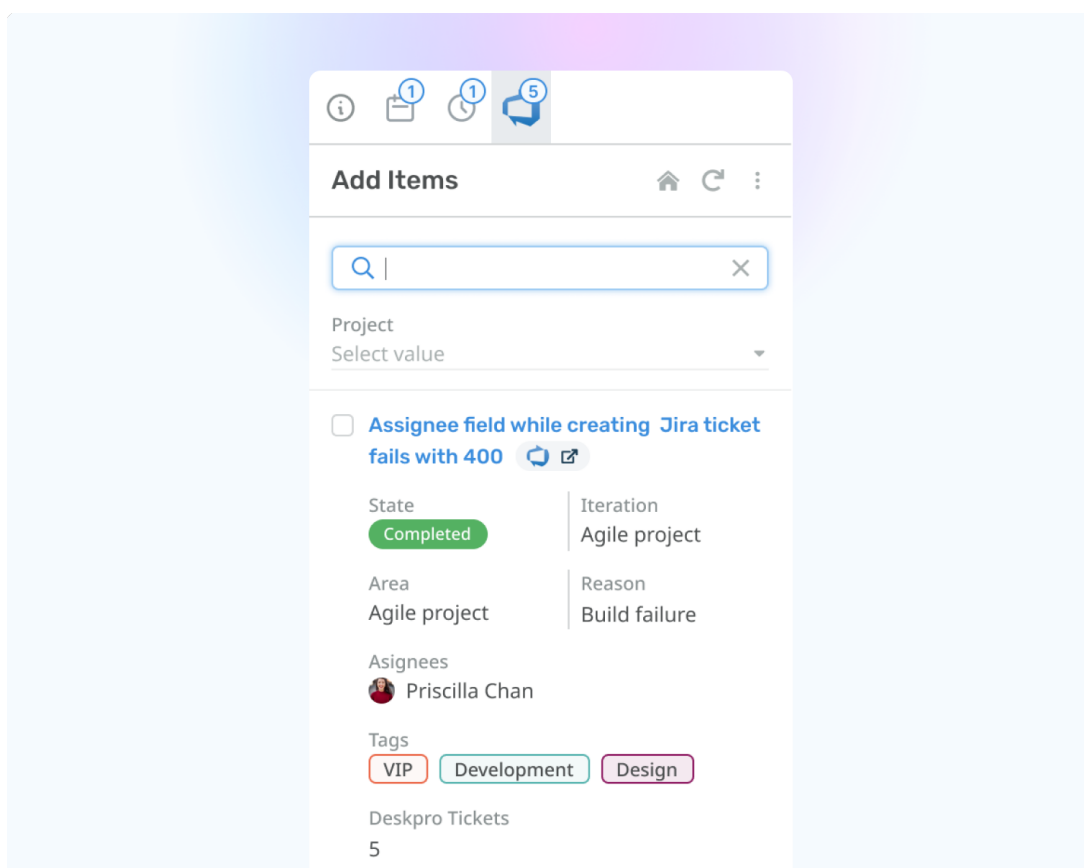 1 1 5
Add Items
Project
Select value
Assignee field while creating Jira ticket
fails with 400
State Iteration
Completed Agile project
Area Reason
Agile project Build failure
Asignees
Priscilla Chan
Tags
VIP Development Design
Deskpro Tickets
5